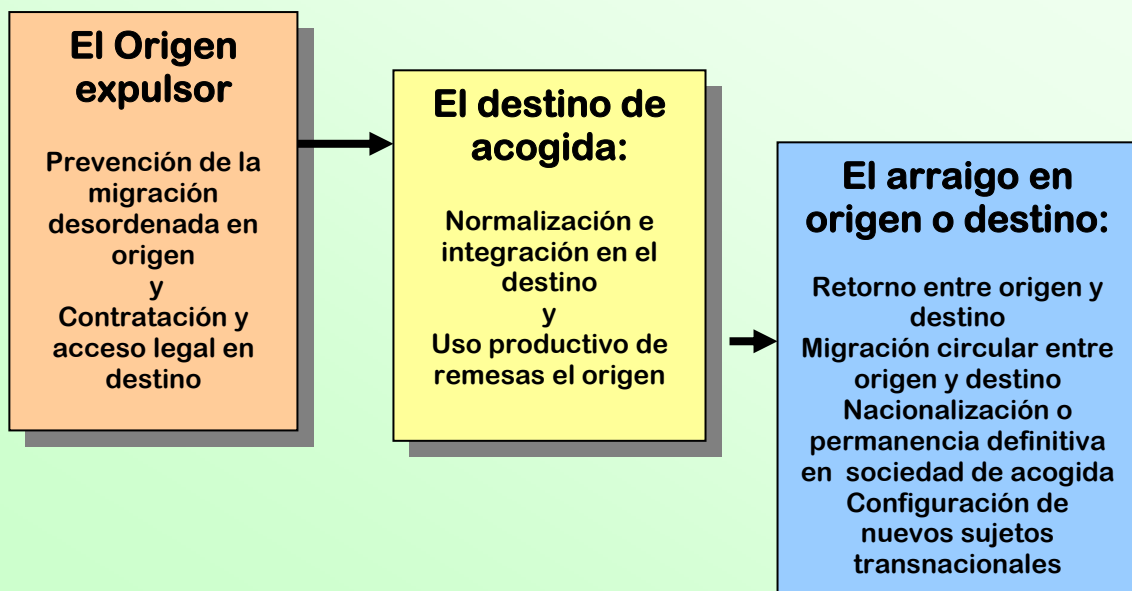 El Origen
expulsor
Prevención de la
migración
desordenada en
origen
y
Contratación y
acceso legal en
destino
El destino de
acogida:
Normalización e
integración en el
destino
y
Uso productivo de
remesas el origen
El arraigo en
origen o destino:
Retorno entre origen y
destino
Migración circular entre
origen y destino
Nacionalización o
permanencia definitiva
en sociedad de acogida
Configuración de
nuevos sujetos
transnacionales